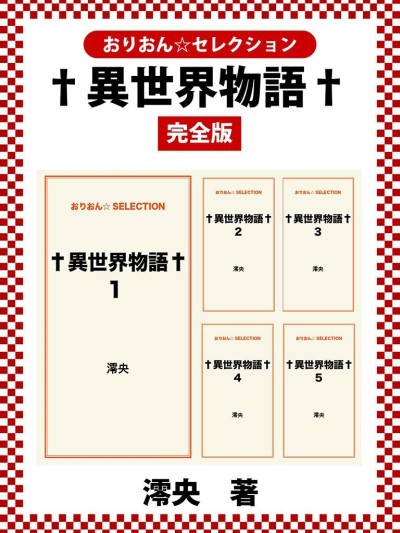 おりおん☆セレクション
✝異世界物語✝
完全版
おりおん☆ SELECTION
✝異世界物語✝
1
澪央
おりおん☆ SELECTION
✝異世界物語✝
2
澪央
おりおん☆ SELECTION
✝異世界物語✝
3
澪央
おりおん☆ SELECTION
✝異世界物語✝
4
澪央
おりおん☆ SELECTION
✝異世界物語✝
5
澪央
澪央　著